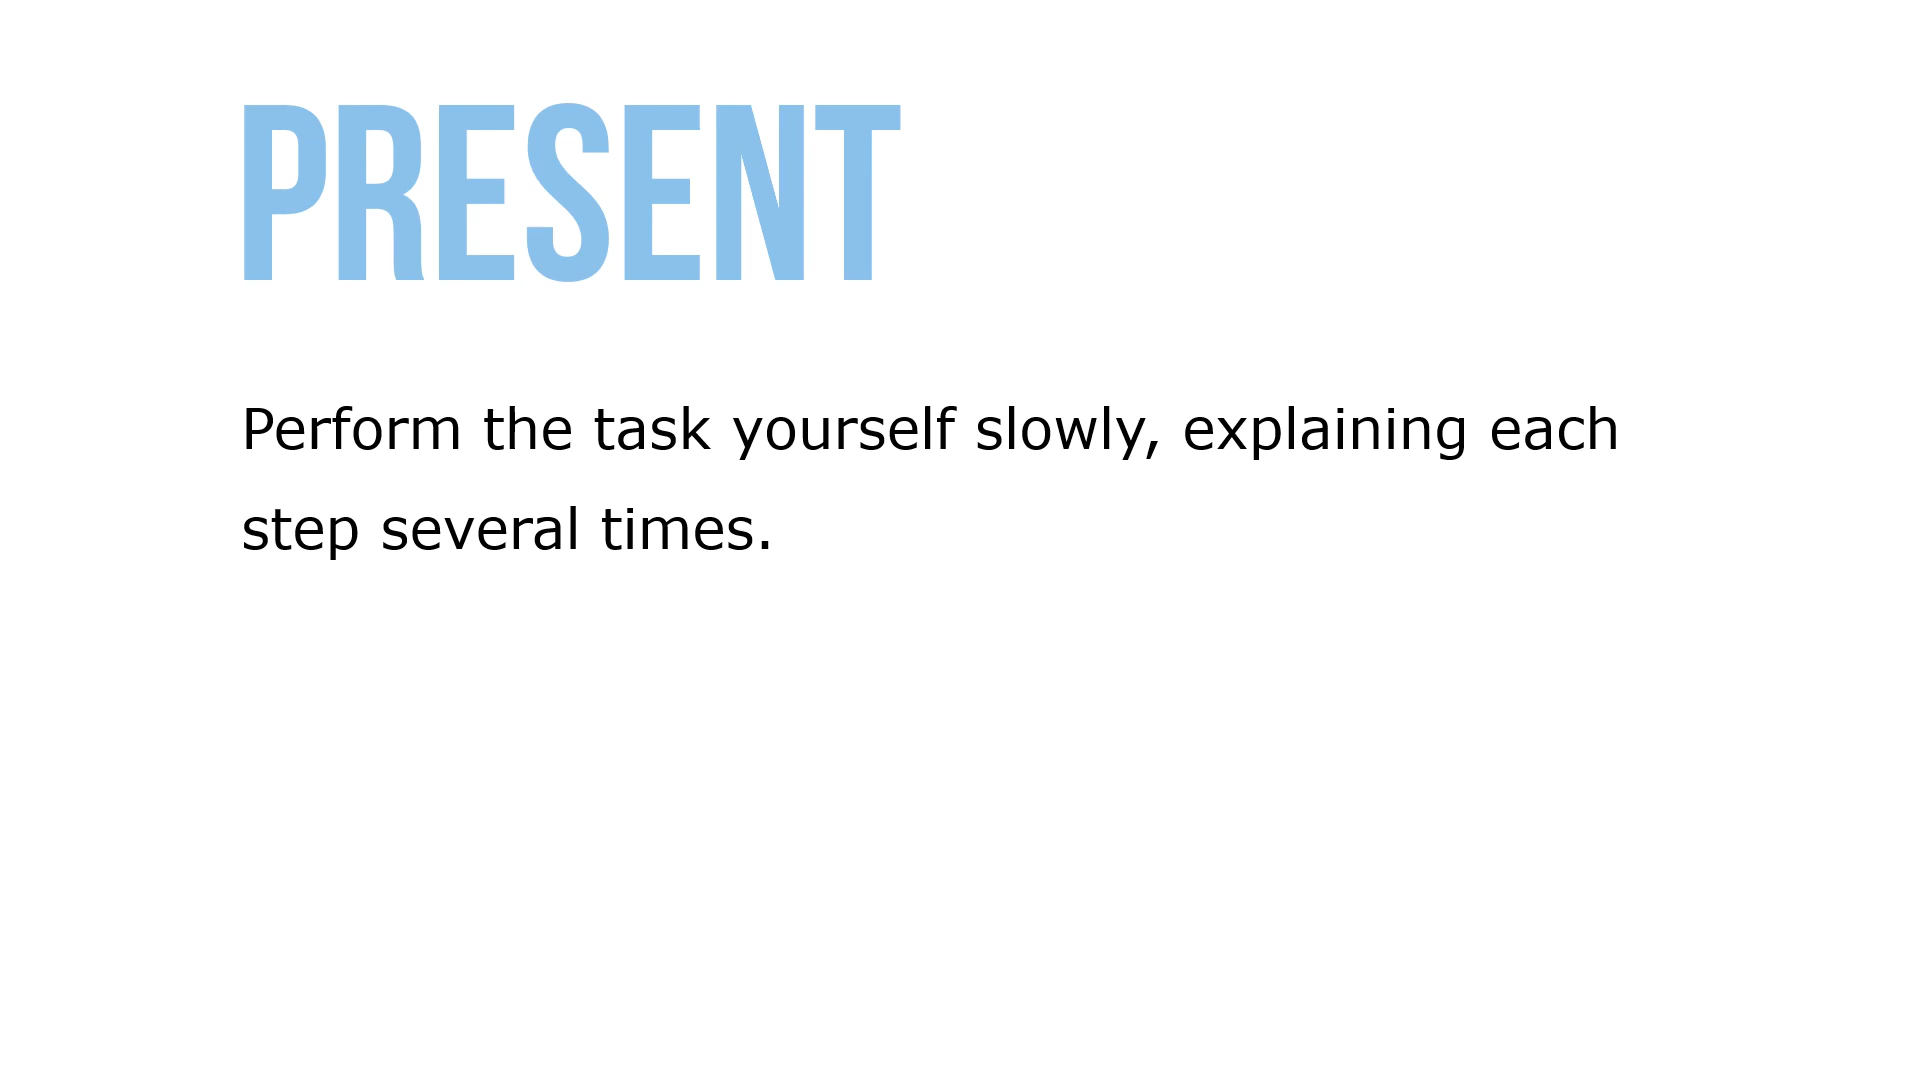 PRESENT
Perform the task yourself slowly, explaining each
step several times.